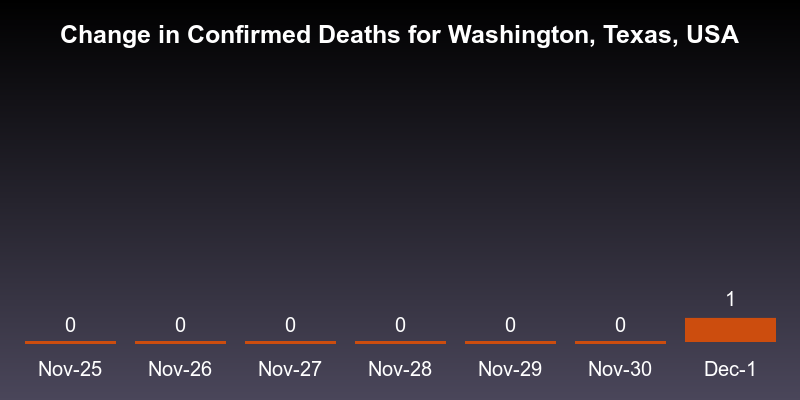 Change in Confirmed Deaths for Washington, Texas, USA
0 0 0 0 0 0 1
Nov-25 Nov-26 Nov-27 Nov-28 Nov-29 Nov-30 Dec-1